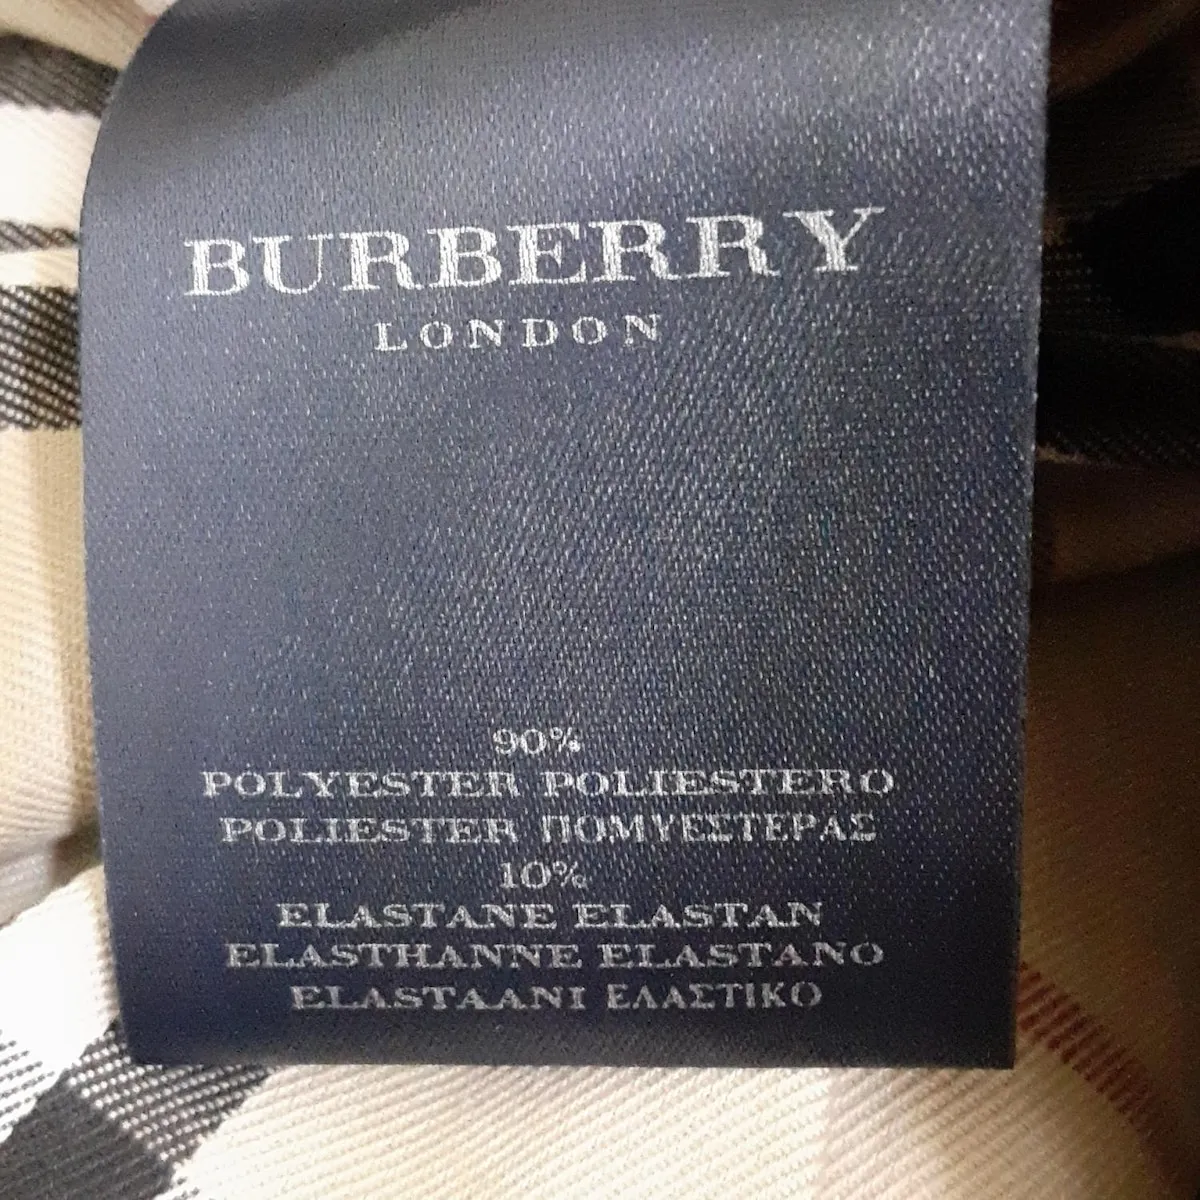 BURBERRY
LONDON
90%
POLYESTER POLIESTERO
POLIESTER ΠΟΜΥΕΣΤΕΡΑΣ
10%
ELASTANE ELASTAN
ELASTHANNE ELASTANO
ELASTAANI ΕΛΑΣΤΙΚΟ